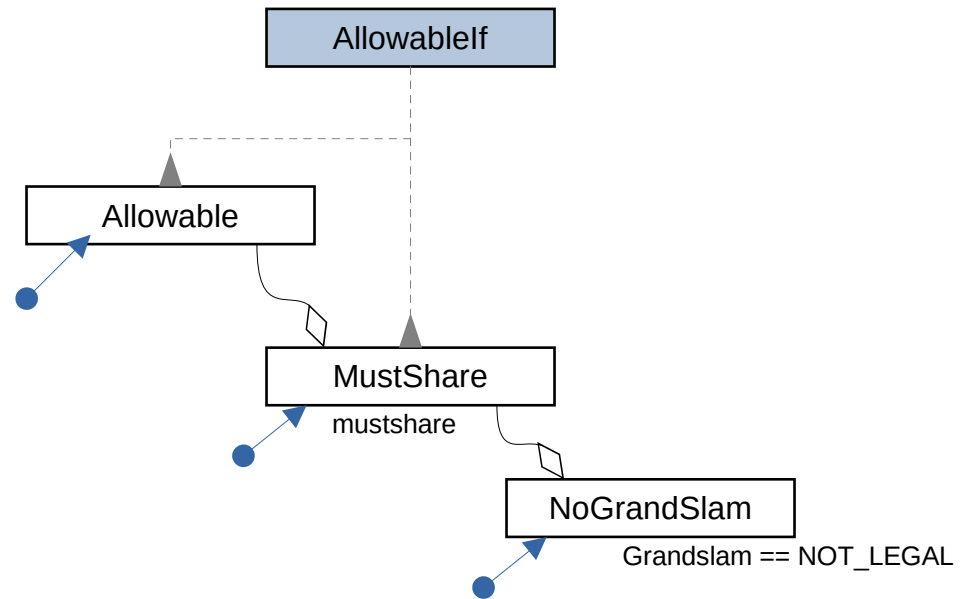 AllowableIf
Allowable
MustShare
mustshare
NoGrandSlam
Grandslam == NOT_LEGAL